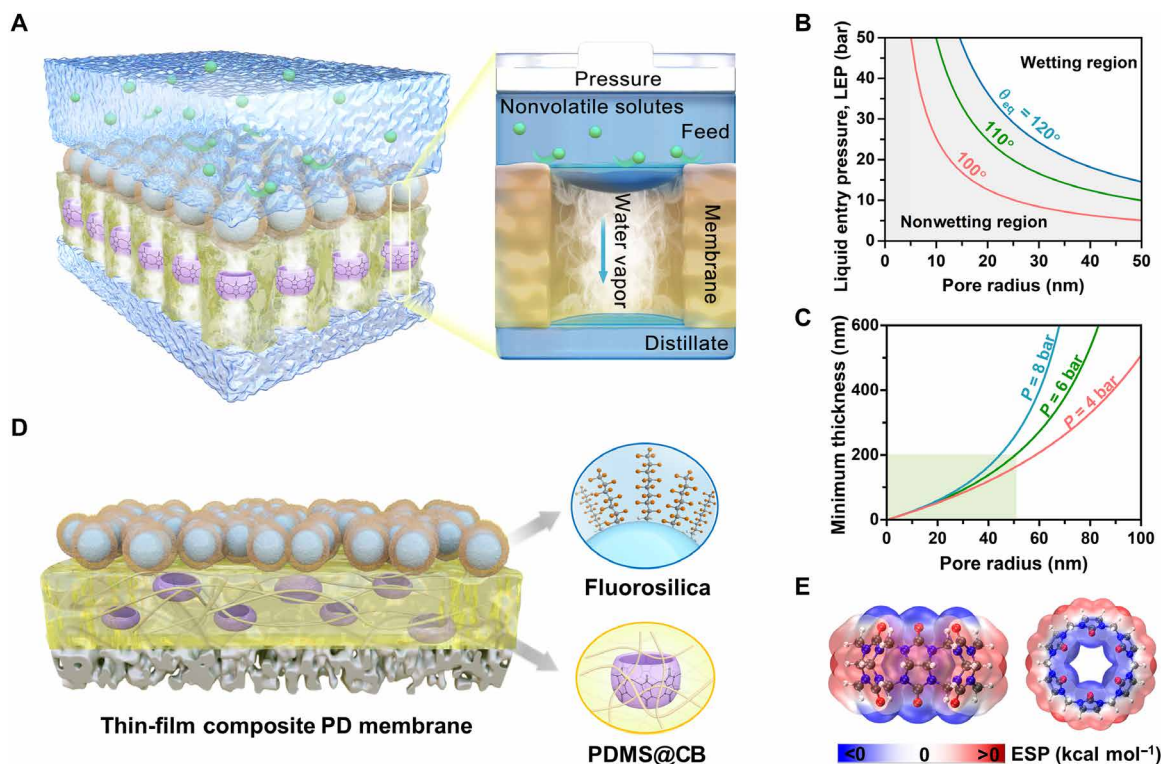 A
Pressure
Nonvolatile solutes
Feed
Water vapor
Membrane
Distillate
B
Liquid entry pressure, LEP (bar)
50
40
30
20
10
0
Wetting region
θeq = 120°
110°
100°
Nonwetting region
0 10 20 30 40 50
Pore radius (nm)
C
Minimum thickness (nm)
600
400
200
0
P = 8 bar
P = 6 bar
P = 4 bar
0 20 40 60 80 100
Pore radius (nm)
D
Fluorosilica
Thin-film composite PD membrane
PDMS@CB
E
<0 0 >0 ESP (kcal mol⁻¹)